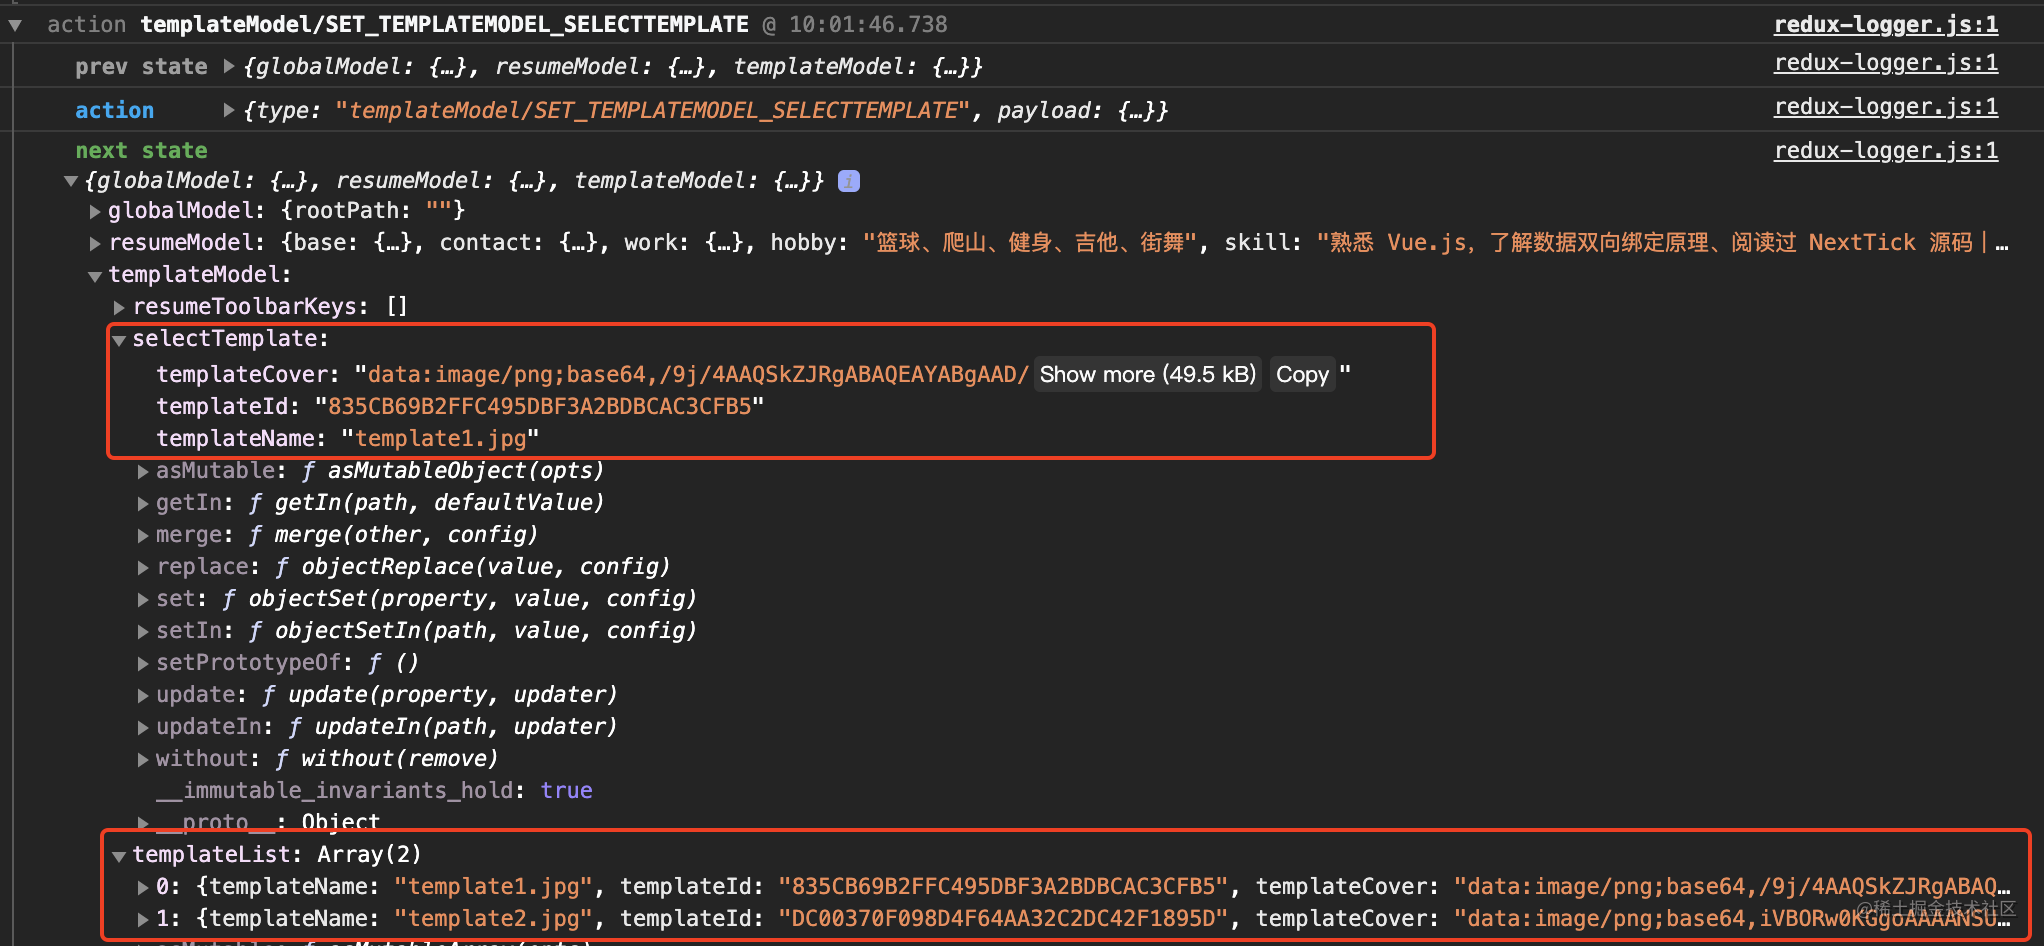 ▼ action templateModel/SET_TEMPLATEMODEL_SELECTTEMPLATE @ 10:01:46.738 redux-logger.js:1
prev state ▶{globalModel: {…}, resumeModel: {…}, templateModel: {…}} redux-logger.js:1
action ▶{type: "templateModel/SET_TEMPLATEMODEL_SELECTTEMPLATE", payload: {…}} redux-logger.js:1
next state redux-logger.js:1
▼{globalModel: {…}, resumeModel: {…}, templateModel: {…}} i
▶globalModel: {rootPath: ""}
▶resumeModel: {base: {…}, contact: {…}, work: {…}, hobby: "篮球、爬山、健身、吉他、街舞", skill: "熟悉 Vue.js，了解数据双向绑定原理、阅读过 NextTick 源码｜…
▼templateModel:
▶resumeToolbarKeys: []
▼selectTemplate:
templateCover: "data:image/png;base64,/9j/4AAQSkZJRgABAQEAYABgAAD/ Show more (49.5 kB) Copy "
templateId: "835CB69B2FFC495DBF3A2BDBCAC3CFB5"
templateName: "template1.jpg"
▶asMutable: ƒ asMutableObject(opts)
▶getIn: ƒ getIn(path, defaultValue)
▶merge: ƒ merge(other, config)
▶replace: ƒ objectReplace(value, config)
▶set: ƒ objectSet(property, value, config)
▶setIn: ƒ objectSetIn(path, value, config)
▶setPrototypeOf: ƒ ()
▶update: ƒ update(property, updater)
▶updateIn: ƒ updateIn(path, updater)
▶without: ƒ without(remove)
__immutable_invariants_hold: true
▶__proto__: Object
▼templateList: Array(2)
▶0: {templateName: "template1.jpg", templateId: "835CB69B2FFC495DBF3A2BDBCAC3CFB5", templateCover: "data:image/png;base64,/9j/4AAQSkZJRgABAQ…
▶1: {templateName: "template2.jpg", templateId: "DC00370F098D4F64AA32C2DC42F1895D", templateCover: "data:image/png;base64,iVBORw0KGgoAAAANSU…
@稀土掘金技术社区
▶asMutable: ƒ asMutableArray(opts)